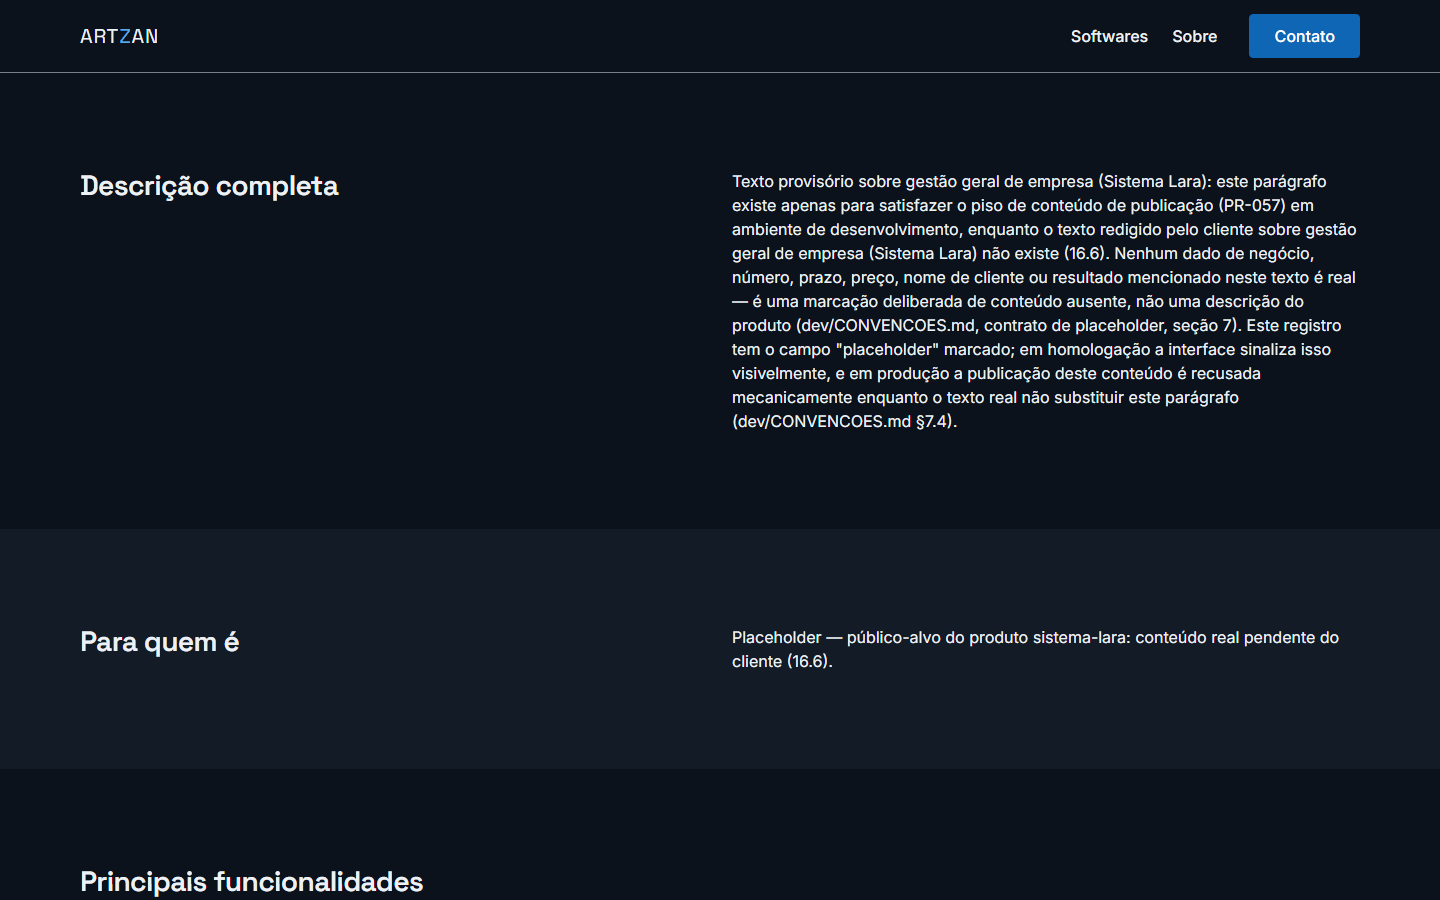 ARTZAN
Softwares Sobre Contato
Descrição completa
Texto provisório sobre gestão geral de empresa (Sistema Lara): este parágrafo
existe apenas para satisfazer o piso de conteúdo de publicação (PR-057) em
ambiente de desenvolvimento, enquanto o texto redigido pelo cliente sobre gestão
geral de empresa (Sistema Lara) não existe (16.6). Nenhum dado de negócio,
número, prazo, preço, nome de cliente ou resultado mencionado neste texto é real
— é uma marcação deliberada de conteúdo ausente, não uma descrição do
produto (dev/CONVENCOES.md, contrato de placeholder, seção 7). Este registro
tem o campo "placeholder" marcado; em homologação a interface sinaliza isso
visivelmente, e em produção a publicação deste conteúdo é recusada
mecanicamente enquanto o texto real não substituir este parágrafo
(dev/CONVENCOES.md §7.4).
Para quem é
Placeholder — público-alvo do produto sistema-lara: conteúdo real pendente do
cliente (16.6).
Principais funcionalidades